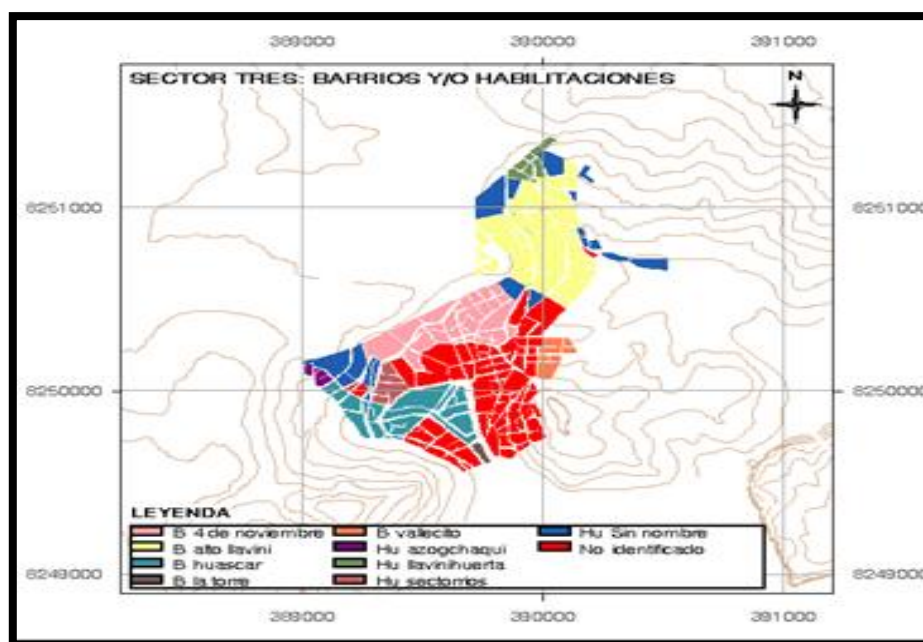 389000 390000 391000
SECTOR TRES: BARRIOS Y/O HABILITACIONES
N
8251000 8251000
8250000 8250000
LEYENDA
B 4 de noviembre B vallecito Hu Sin nombre
B alto llavini Hu azogchaqui No identificado
B huascar Hu llavinihuerta
B la torre Hu sectorrios
8249000 8249000
389000 390000 391000